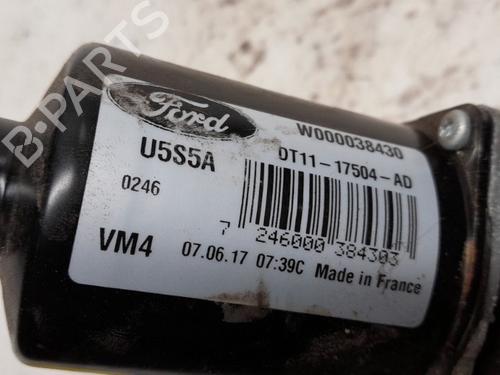 Ford
W000038430
U5S5A
0T11-17504-AD
0246
7 246000 384303
VM4 07.06.17 07:39C Made in France
B-PARTS